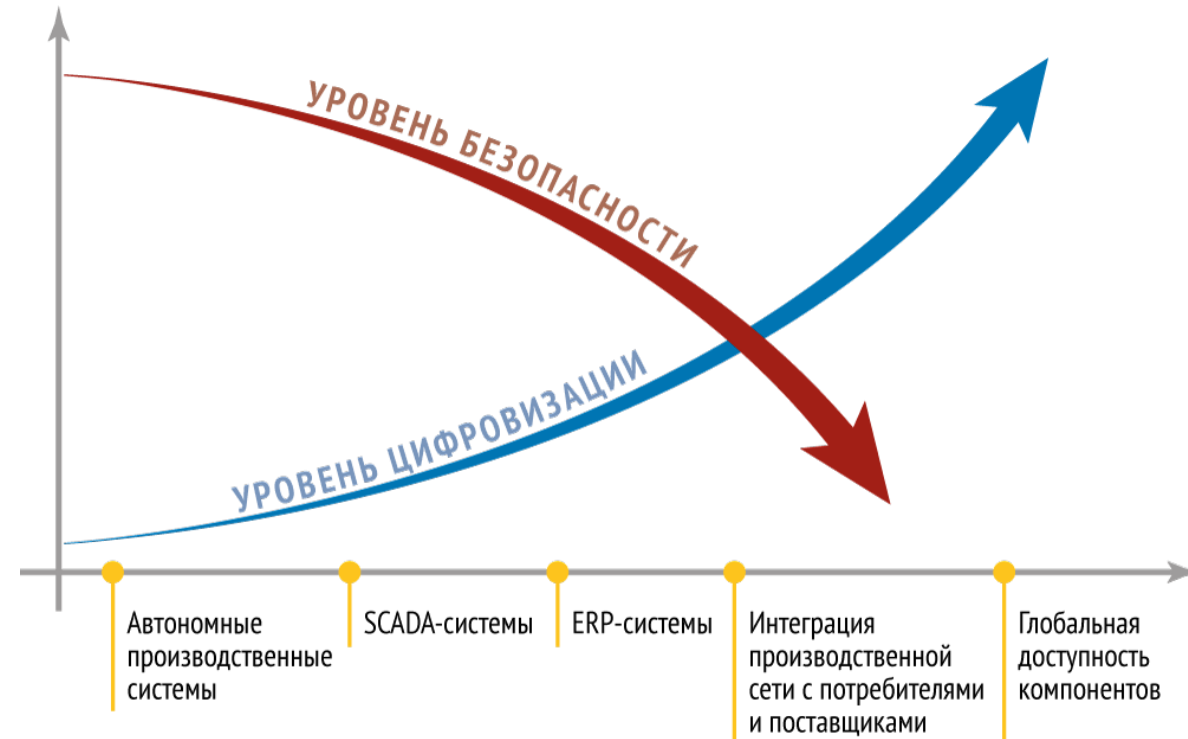 УРОВЕНЬ БЕЗОПАСНОСТИ
УРОВЕНЬ ЦИФРОВИЗАЦИИ
Автономные
производственные
системы
SCADA-системы
ERP-системы
Интеграция
производственной
сети с потребителями
и поставщиками
Глобальная
доступность
компонентов